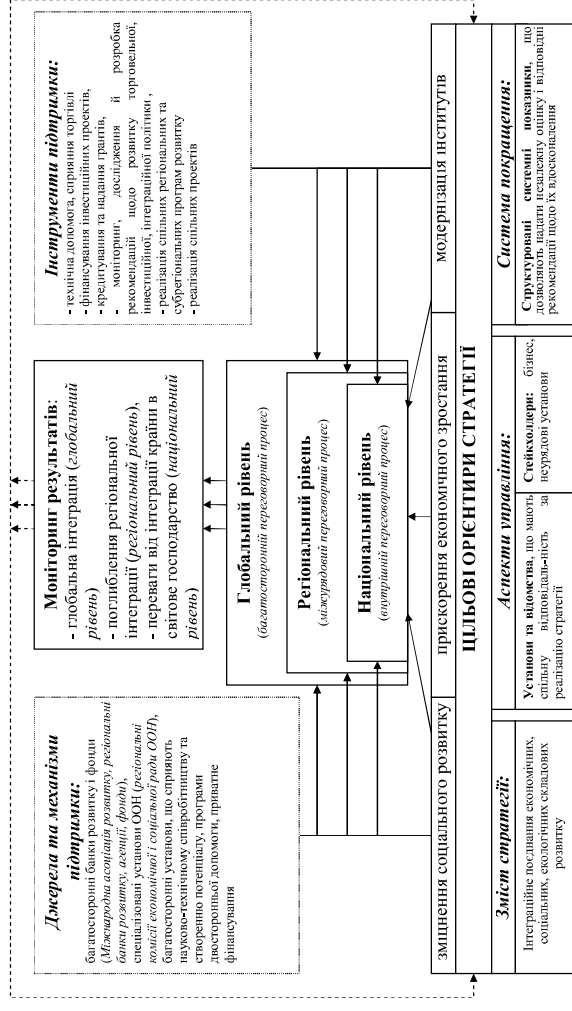 Джерела та механізми
підтримки:
багатосторонні банки розвитку і фонди
(Міжнародна асоціація розвитку, регіональні
банки розвитку, агенції, фонди),
спеціалізовані установи ООН (регіональні
комісії економічної і соціальної ради ООН),
багатосторонні установи, що сприяють
науково-технічному співробітництву та
створенню потенціалу, програми
двосторонньої допомоги, приватне
фінансування
Моніторинг результатів:
- глобальна інтеграція (глобальний
рівень)
- поглиблення регіональної
інтеграції (регіональний рівень),
- переваги від інтеграції країни в
світове господарство (національний
рівень)
Інструменти підтримки:
- технічна допомога, сприяння торгівлі
- фінансування інвестиційних проектів,
- кредитування та надання грантів,
- моніторинг, дослідження й розробка
рекомендацій щодо розвитку торговельної,
інвестиційної, інтеграційної політики ,
- реалізація спільних регіональних та
субрегіональних програм розвитку
- реалізація спільних проектів
Глобальний рівень
(багатосторонній переговорний процес)
Регіональний рівень
(міжурядовий переговорний процес)
Національний рівень
(внутрішній переговорний процес)
зміцнення соціального розвитку
прискорення економічного зростання
модернізація інститутів
ЦІЛЬОВІ ОРІЄНТИРИ СТРАТЕГІЇ
Зміст стратегії:
Інтеграційне поєднання економічних,
соціальних, екологічних складових
розвитку
Аспекти управління:
Установи та відомства, що мають
спільну відповідаль-ність за
реалізацію стратегії
Стейкхолдери: бізнес,
неурядові установи
Система покращення:
Структуровані системні показники, що
дозволяють надати незалежну оцінку і відповідні
рекомендації щодо їх вдосконалення